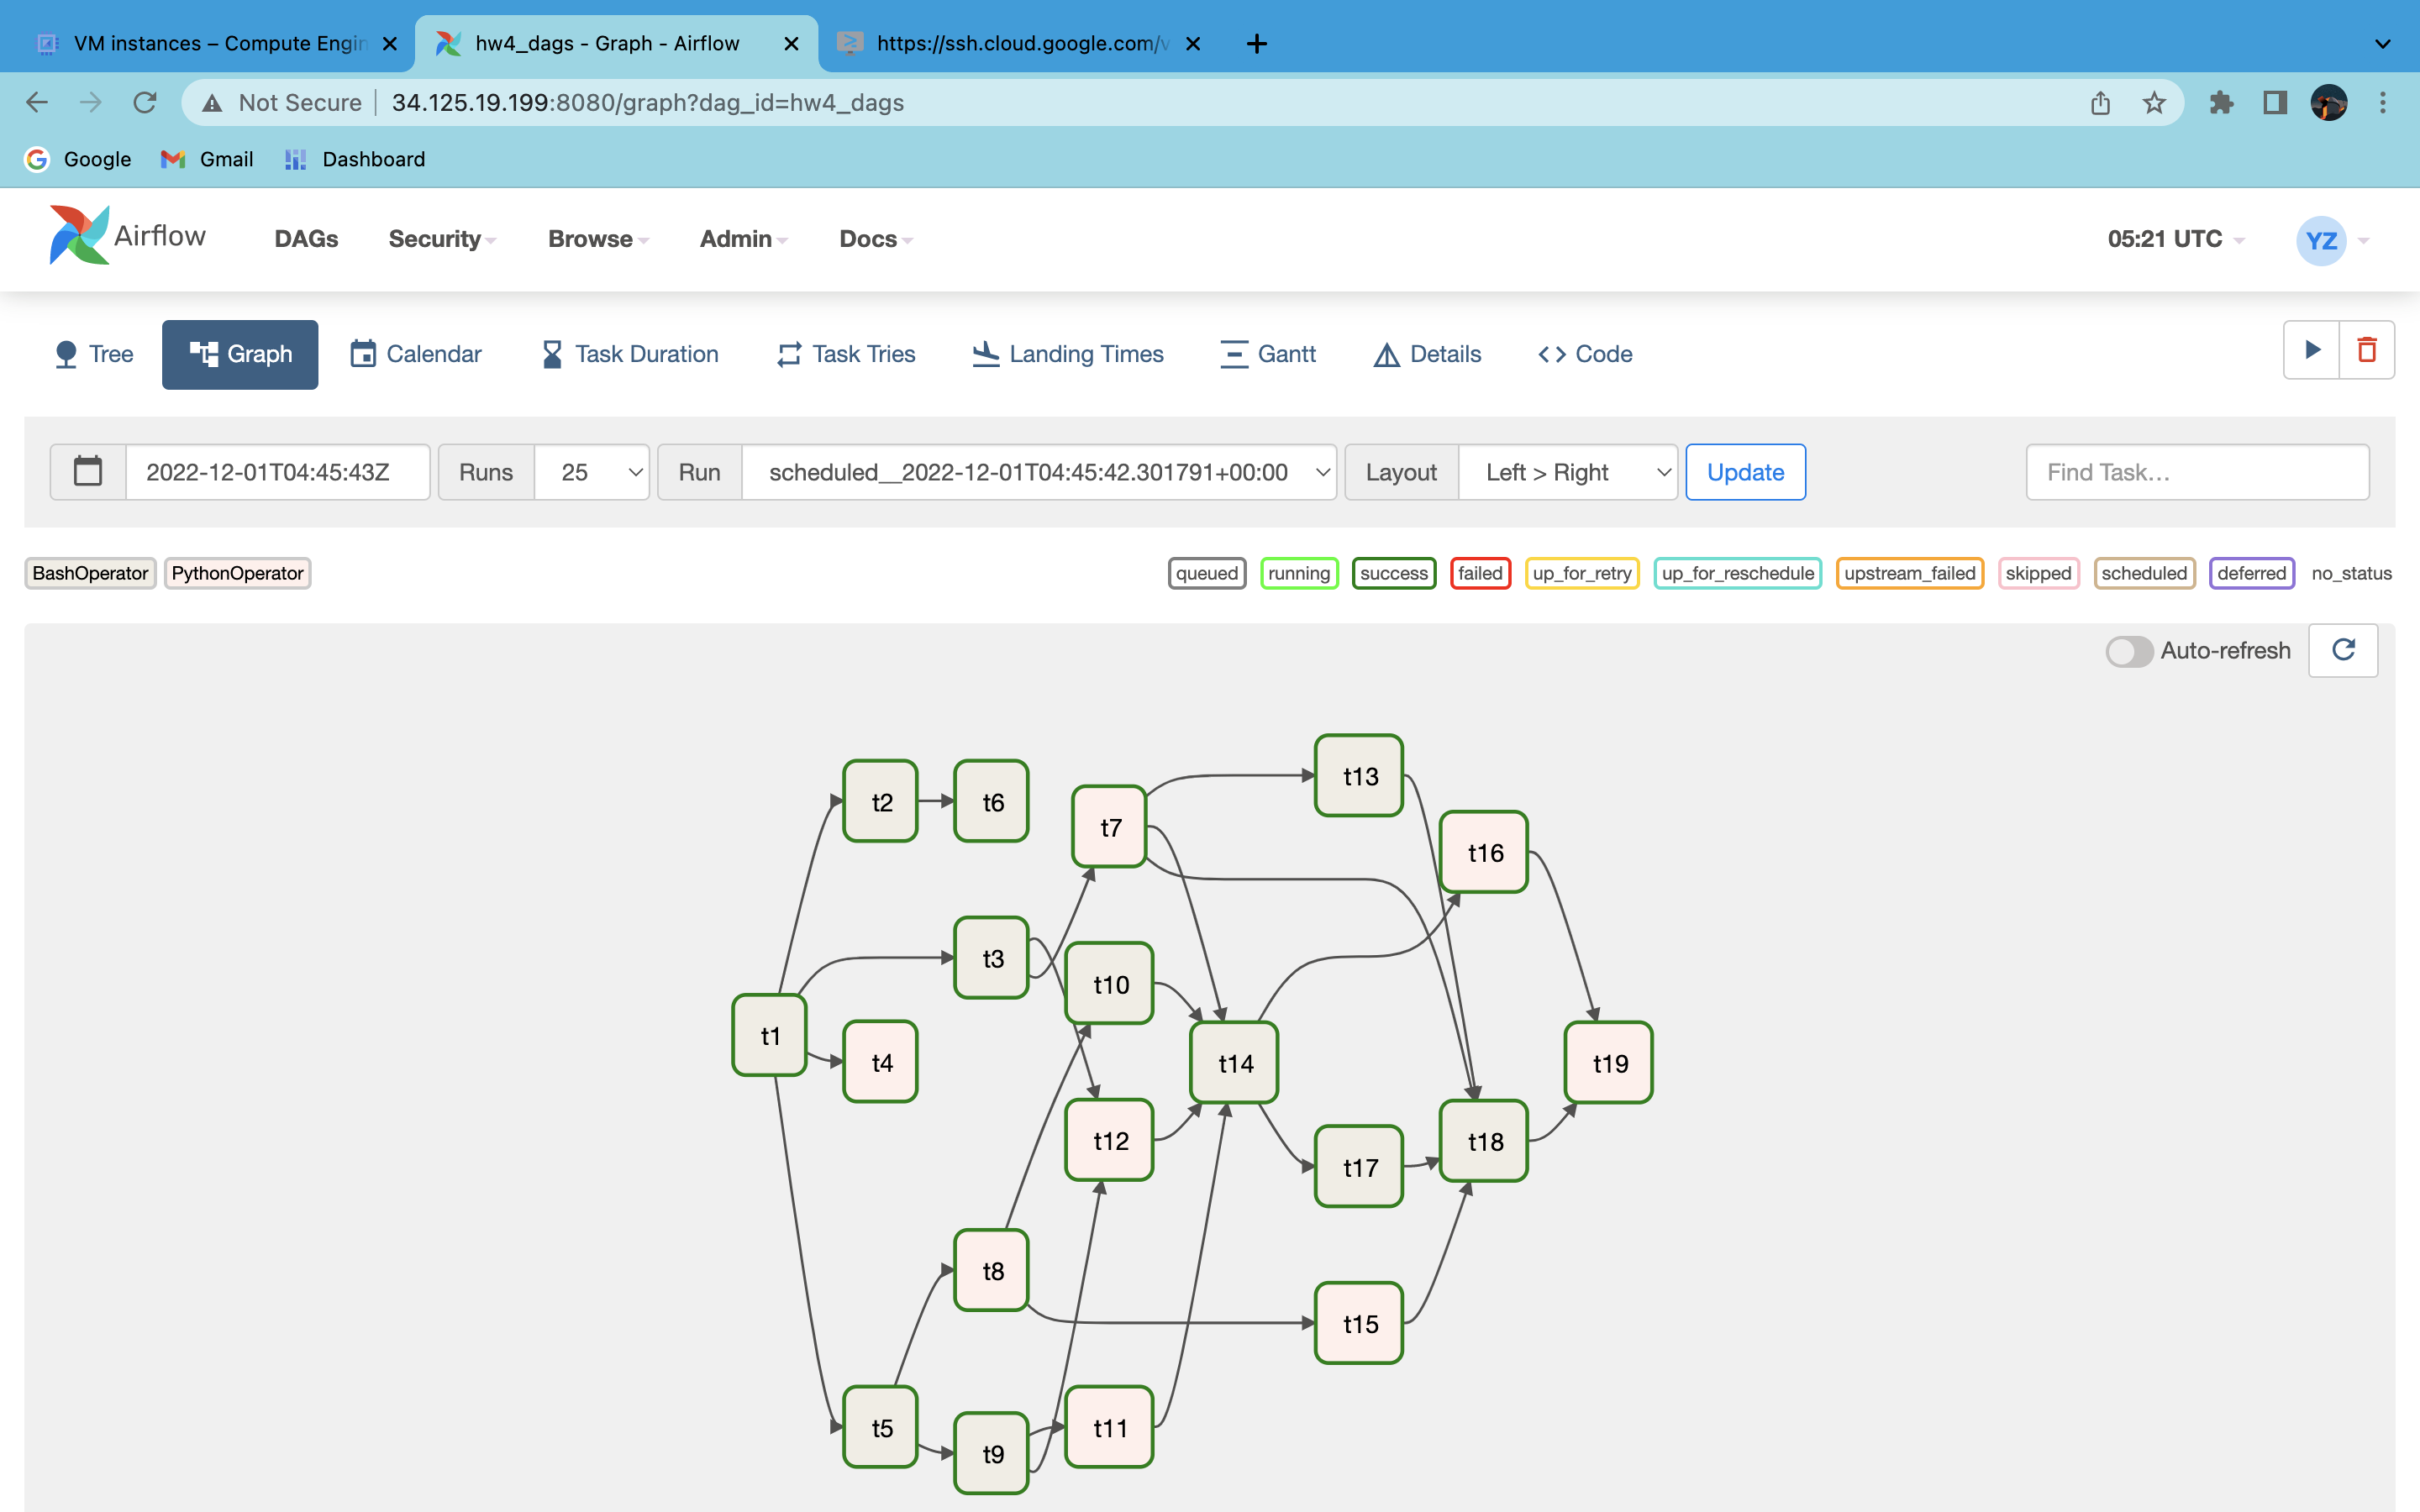 VM instances – Compute Engin
hw4_dags - Graph - Airflow
https://ssh.cloud.google.com/v
Not Secure
34.125.19.199:8080/graph?dag_id=hw4_dags
Google Gmail Dashboard
Airflow DAGs Security Browse Admin Docs 05:21 UTC YZ
Tree Graph Calendar Task Duration Task Tries Landing Times Gantt Details Code
2022-12-01T04:45:43Z Runs 25 Run scheduled__2022-12-01T04:45:42.301791+00:00 Layout Left > Right Update Find Task…
BashOperator PythonOperator queued running success failed up_for_retry up_for_reschedule upstream_failed skipped scheduled deferred no_status
Auto-refresh
t13
t2 t6
t7
t16
t3
t10
t1
t4 t14 t19
t12 t18
t17
t8
t15
t5 t11
t9